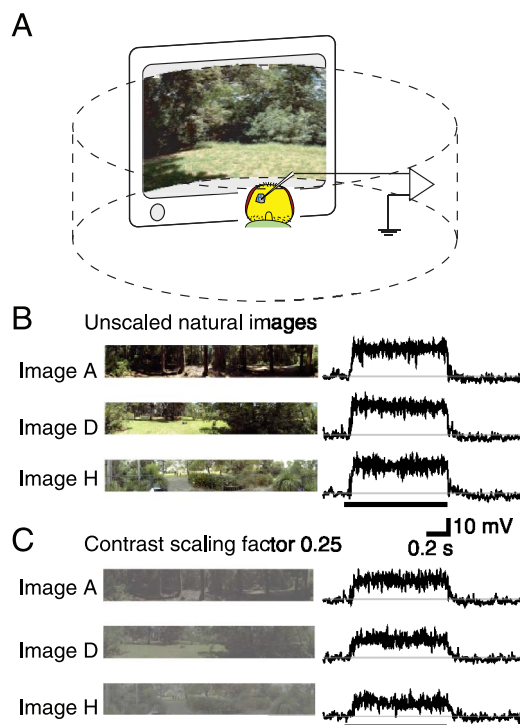 A
B
Unscaled natural images
Image A
Image D
Image H
10 mV
0.2 s
C
Contrast scaling factor 0.25
Image A
Image D
Image H